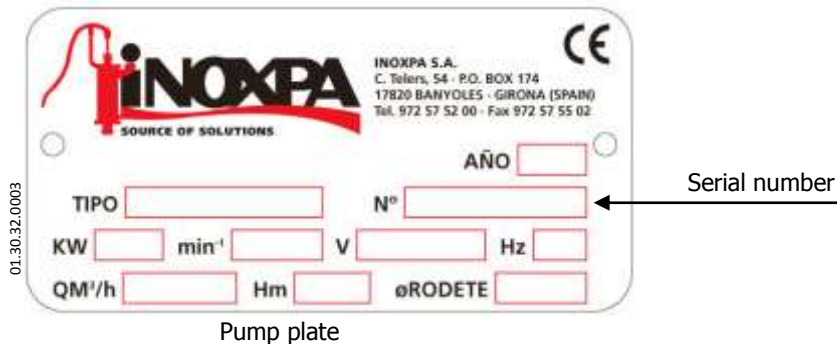 iNOXPA
SOURCE OF SOLUTIONS
CE
INOXPA S.A.
C. Telers, 54 - P.O. BOX 174
17820 BANYOLES - GIRONA (SPAIN)
Tel. 972 57 52 00 - Fax 972 57 55 02
AÑO
TIPO
Nº
Serial number
KW
min⁻¹
V
Hz
QM³/h
Hm
øRODETE
01.30.32.0003
Pump plate